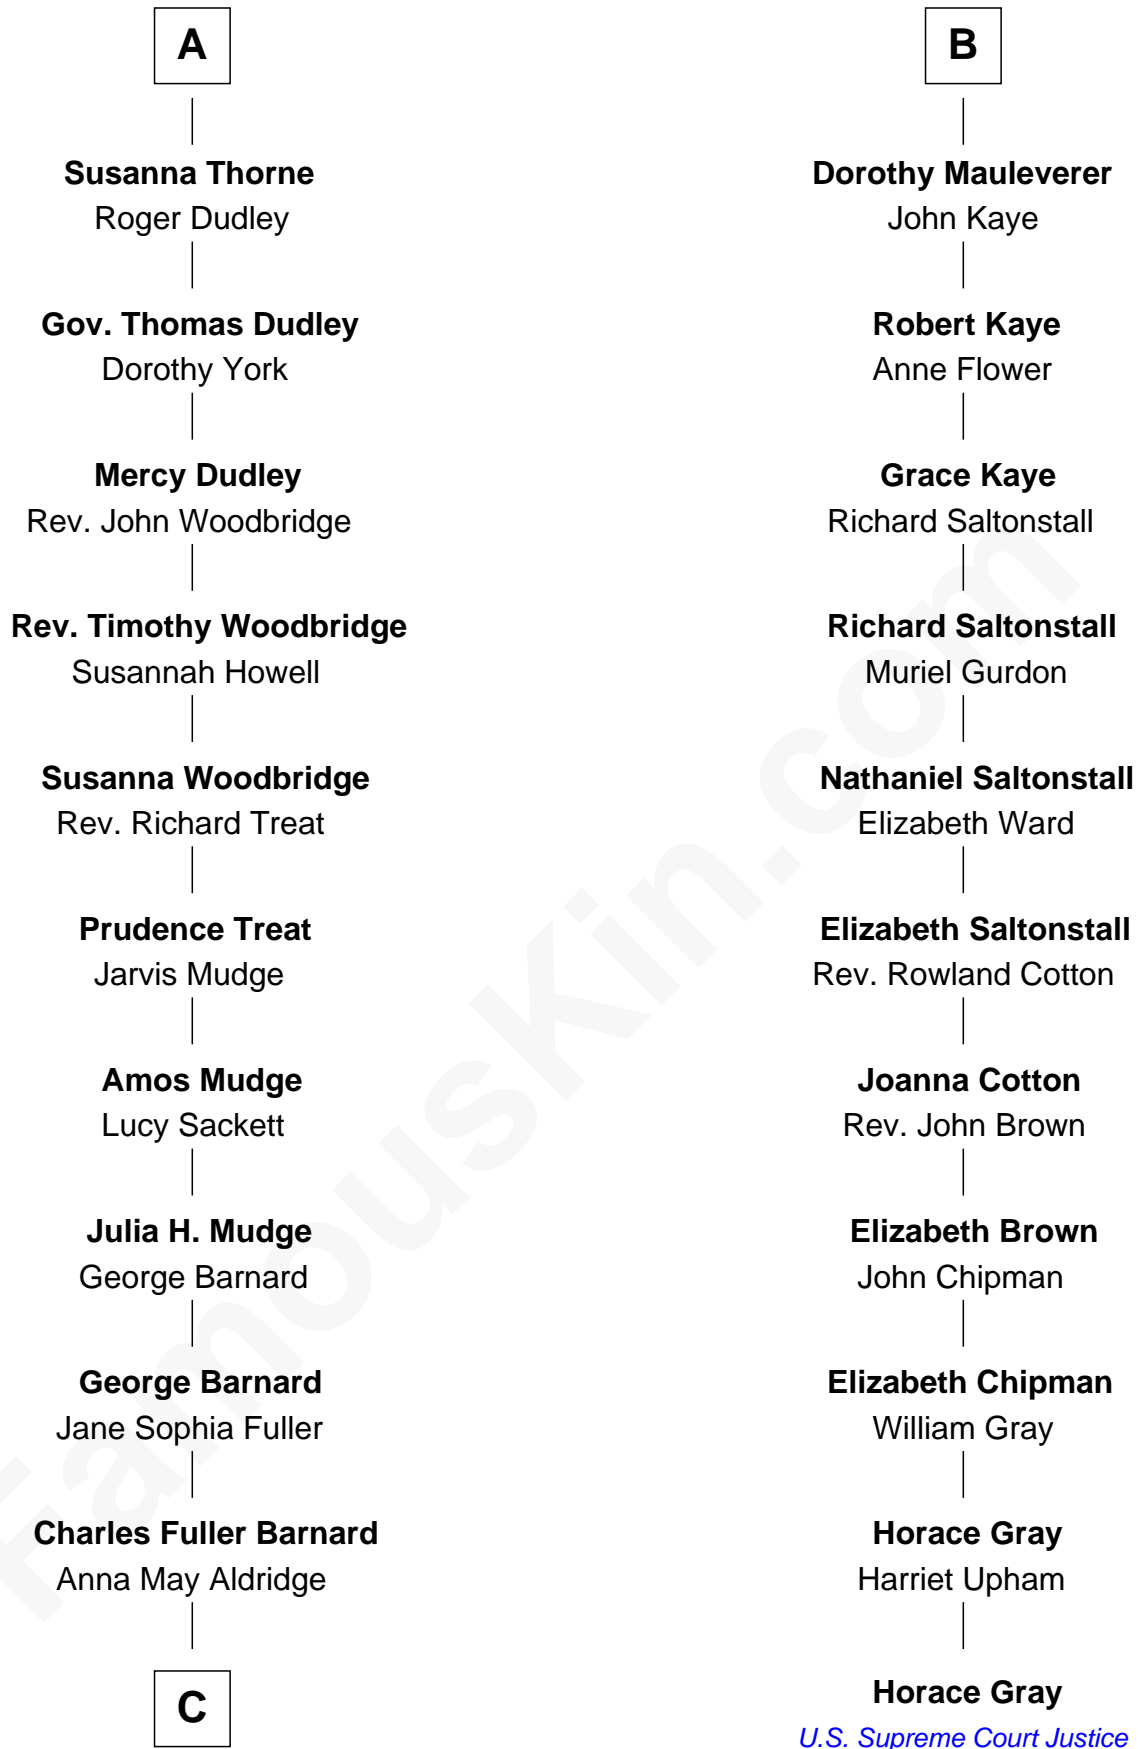 A
Susanna Thorne
Roger Dudley
Gov. Thomas Dudley
Dorothy York
Mercy Dudley
Rev. John Woodbridge
Rev. Timothy Woodbridge
Susannah Howell
Susanna Woodbridge
Rev. Richard Treat
Prudence Treat
Jarvis Mudge
Amos Mudge
Lucy Sackett
Julia H. Mudge
George Barnard
George Barnard
Jane Sophia Fuller
Charles Fuller Barnard
Anna May Aldridge
C
B
Dorothy Mauleverer
John Kaye
Robert Kaye
Anne Flower
Grace Kaye
Richard Saltonstall
Richard Saltonstall
Muriel Gurdon
Nathaniel Saltonstall
Elizabeth Ward
Elizabeth Saltonstall
Rev. Rowland Cotton
Joanna Cotton
Rev. John Brown
Elizabeth Brown
John Chipman
Elizabeth Chipman
William Gray
Horace Gray
Harriet Upham
Horace Gray
U.S. Supreme Court Justice
FamousKin.com